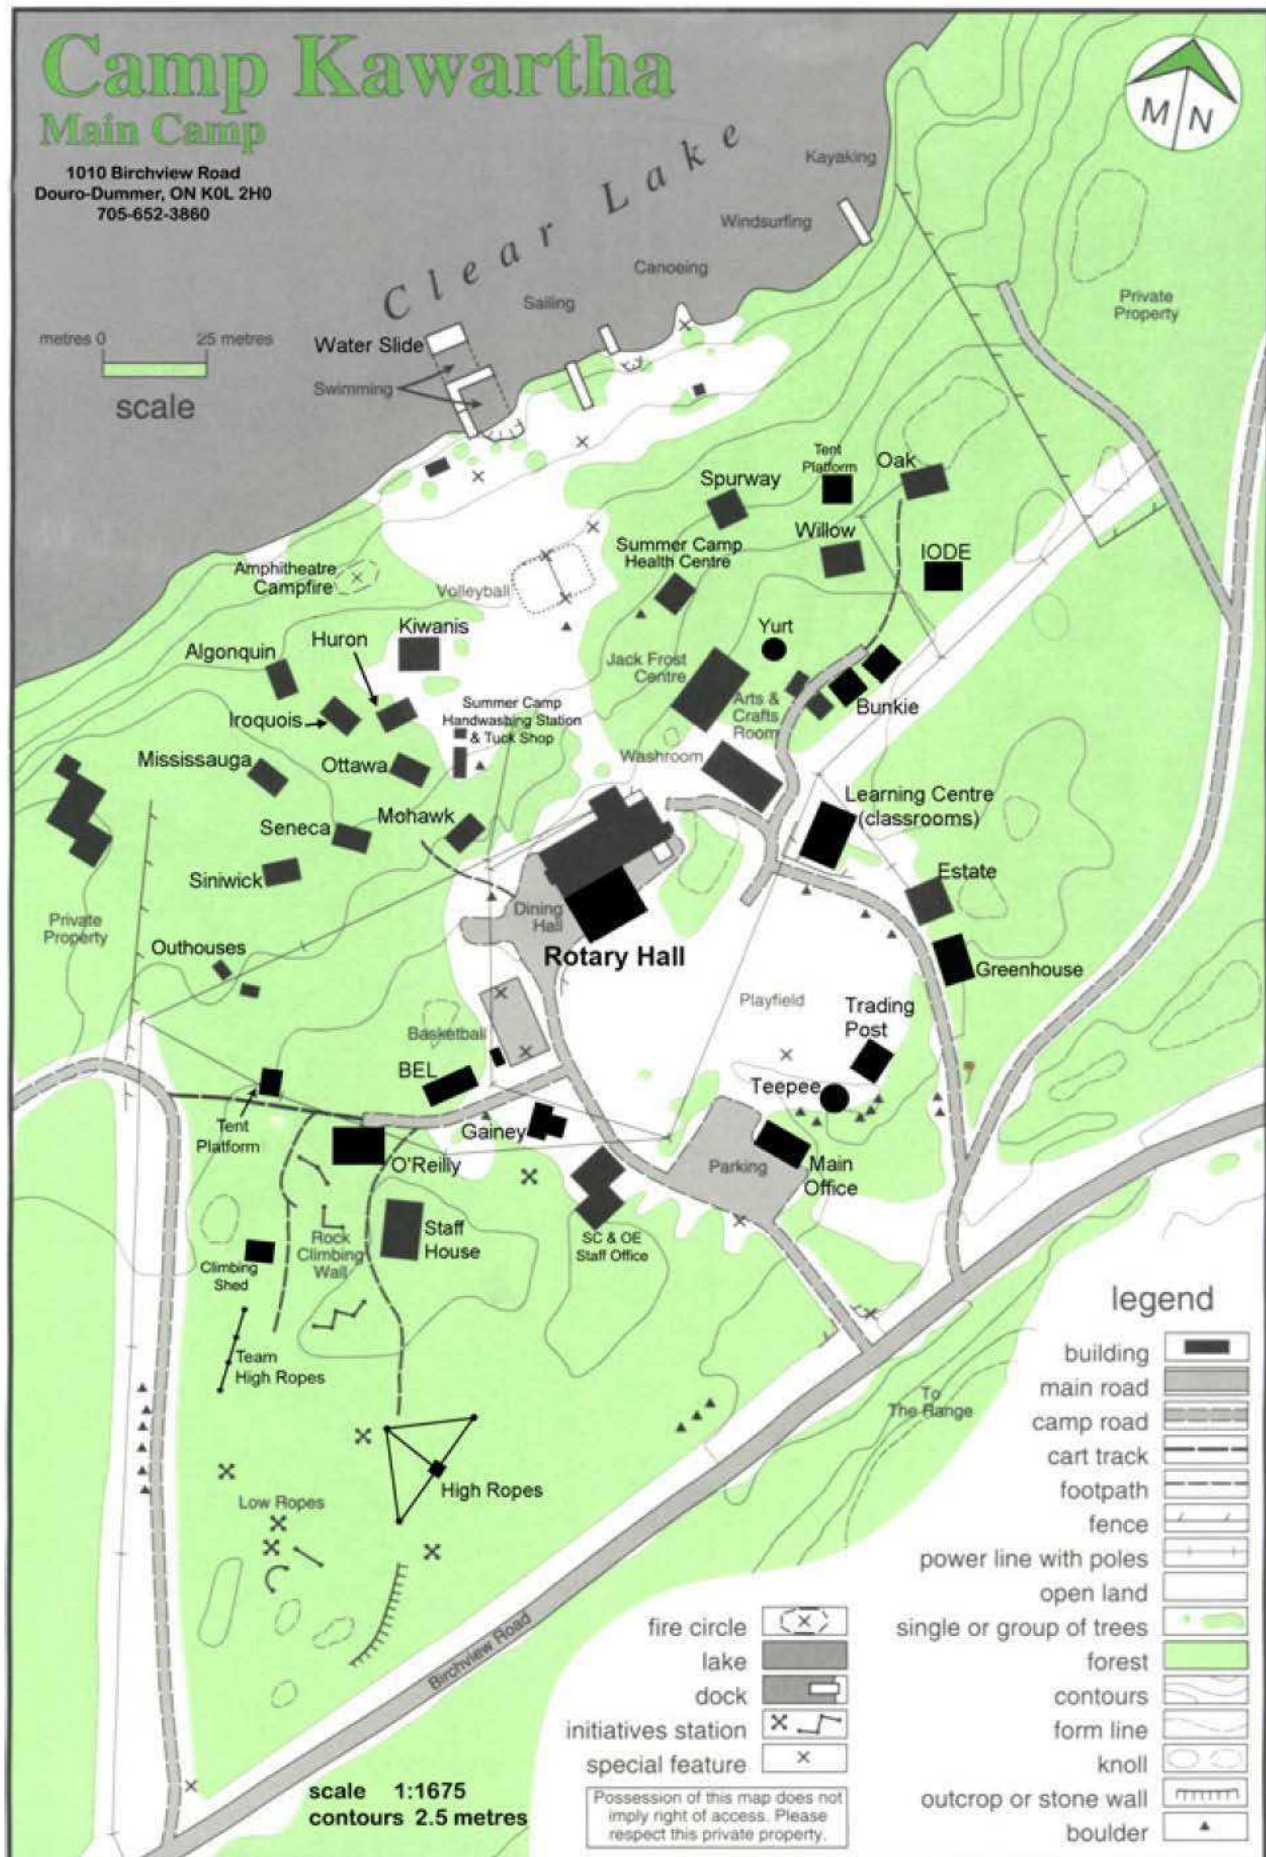 Camp Kawartha
Main Camp
1010 Birchview Road
Douro-Dummer, ON K0L 2H0
705-652-3860
M N
Clear Lake
Kayaking
Windsurfing
Canoeing
Sailing
Water Slide
Swimming
metres 0 25 metres
scale
Private
Property
Tent
Platform
Oak
Spurway
Willow
IODE
Summer Camp
Health Centre
Amphitheatre
Campfire
Volleyball
Kiwanis
Huron
Algonquin
Iroquois
Yurt
Jack Frost
Centre
Arts &
Crafts
Room
Bunkie
Summer Camp
Handwashing Station
& Tuck Shop
Mississauga
Ottawa
Washroom
Seneca
Mohawk
Learning Centre
(classrooms)
Siniwick
Estate
Private
Property
Dining
Hall
Rotary Hall
Outhouses
Greenhouse
Playfield
Trading
Post
Basketball
BEL
Teepee
Tent
Platform
Gainey
O'Reilly
Parking
Main
Office
Staff
House
Rock
Climbing
Wall
SC & OE
Staff Office
Climbing
Shed
Team
High Ropes
To
The Range
High Ropes
Low Ropes
Birchview Road
legend
building
main road
camp road
cart track
footpath
fence
power line with poles
open land
single or group of trees
forest
contours
form line
knoll
outcrop or stone wall
boulder
fire circle
lake
dock
initiatives station
special feature
scale 1:1675
contours 2.5 metres
Possession of this map does not
imply right of access. Please
respect this private property.